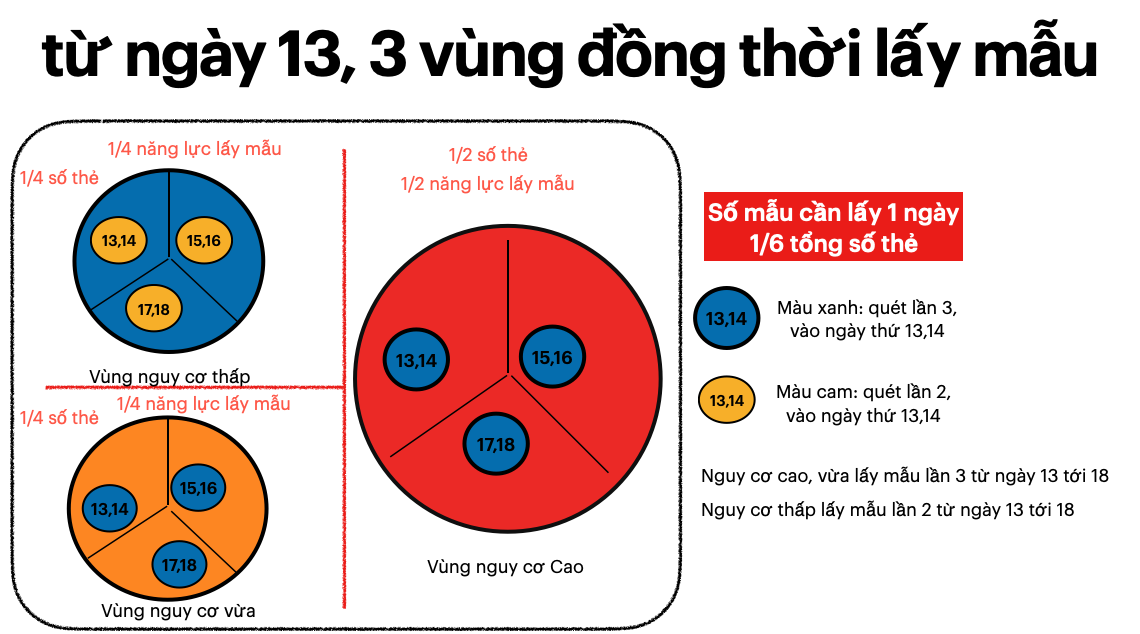 từ ngày 13, 3 vùng đồng thời lấy mẫu
1/4 năng lực lấy mẫu
1/4 số thẻ
13,14
15,16
17,18
Vùng nguy cơ thấp
1/4 năng lực lấy mẫu
1/4 số thẻ
15,16
13,14
17,18
Vùng nguy cơ vừa
1/2 số thẻ
1/2 năng lực lấy mẫu
13,14
15,16
17,18
Vùng nguy cơ Cao
Số mẫu cần lấy 1 ngày
1/6 tổng số thẻ
13,14
Màu xanh: quét lần 3,
vào ngày thứ 13,14
13,14
Màu cam: quét lần 2,
vào ngày thứ 13,14
Nguy cơ cao, vừa lấy mẫu lần 3 từ ngày 13 tới 18
Nguy cơ thấp lấy mẫu lần 2 từ ngày 13 tới 18